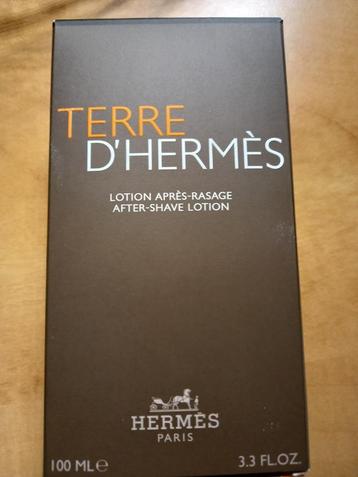 TERRE
D'HERMÈS
LOTION APRÈS-RASAGE
AFTER-SHAVE LOTION
HERMÈS
PARIS
100 ML℮ 3.3 FL.OZ.